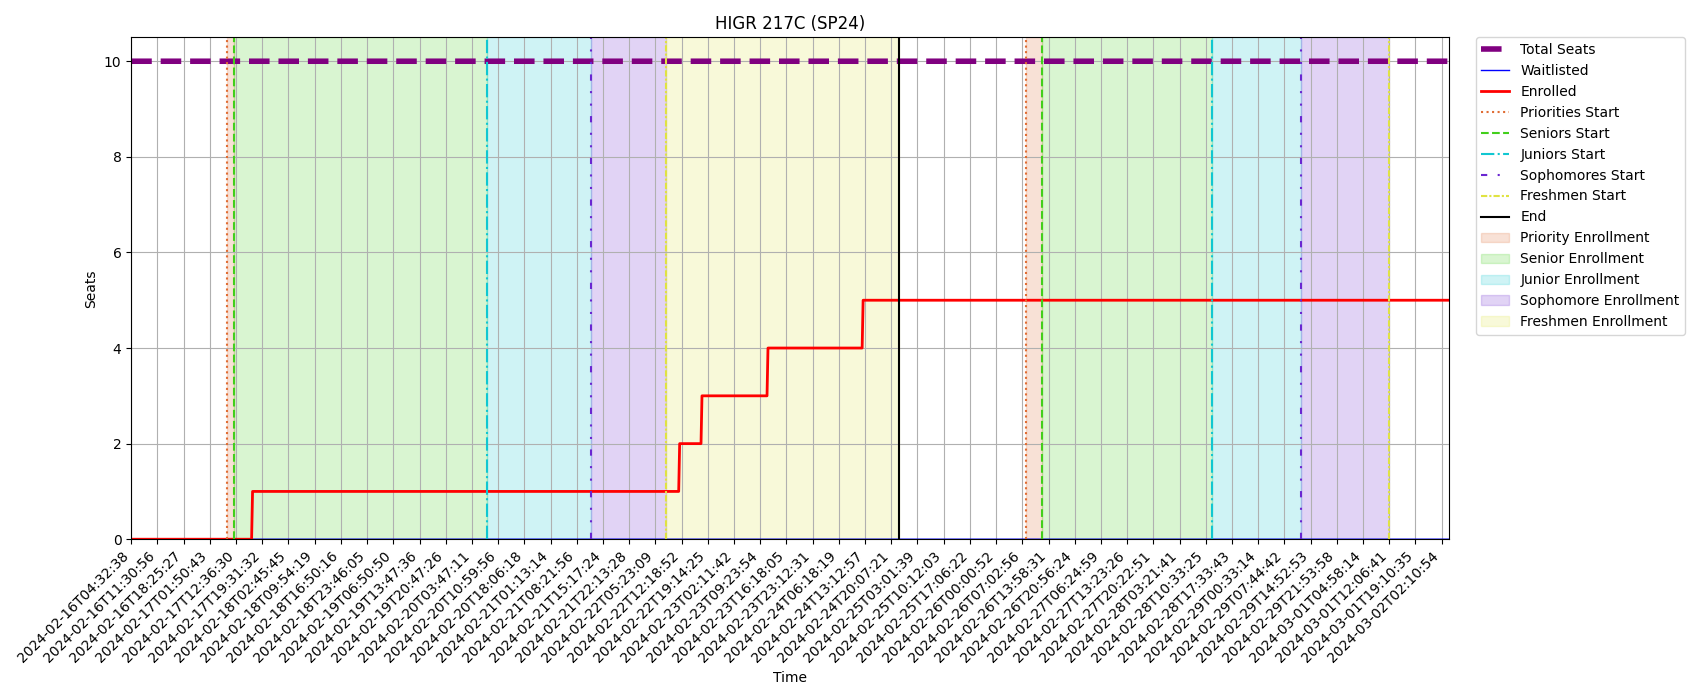 HIGR 217C (SP24)
10
8
6
4
2
0
Seats
2024-02-16T04:32:38
2024-02-16T11:30:56
2024-02-16T18:25:27
2024-02-17T01:50:43
2024-02-17T12:36:30
2024-02-17T19:31:32
2024-02-18T02:45:45
2024-02-18T09:54:19
2024-02-18T16:50:16
2024-02-18T23:46:05
2024-02-19T06:50:50
2024-02-19T13:47:36
2024-02-19T20:47:26
2024-02-20T03:47:11
2024-02-20T10:59:56
2024-02-20T18:06:18
2024-02-21T01:13:14
2024-02-21T08:21:56
2024-02-21T15:17:24
2024-02-21T22:13:28
2024-02-22T05:23:09
2024-02-22T12:18:52
2024-02-22T19:14:25
2024-02-23T02:11:42
2024-02-23T09:23:54
2024-02-23T16:18:05
2024-02-23T23:12:31
2024-02-24T06:18:19
2024-02-24T13:12:57
2024-02-24T20:07:21
2024-02-25T03:01:39
2024-02-25T10:12:03
2024-02-25T17:06:22
2024-02-26T00:00:52
2024-02-26T07:02:56
2024-02-26T13:58:31
2024-02-26T20:56:24
2024-02-27T06:24:59
2024-02-27T13:23:26
2024-02-27T20:22:51
2024-02-28T03:21:41
2024-02-28T10:33:25
2024-02-28T17:33:43
2024-02-29T00:33:14
2024-02-29T07:44:42
2024-02-29T14:52:53
2024-02-29T21:53:58
2024-03-01T04:58:14
2024-03-01T12:06:41
2024-03-01T19:10:35
2024-03-02T02:10:54
Time
Total Seats
Waitlisted
Enrolled
Priorities Start
Seniors Start
Juniors Start
Sophomores Start
Freshmen Start
End
Priority Enrollment
Senior Enrollment
Junior Enrollment
Sophomore Enrollment
Freshmen Enrollment